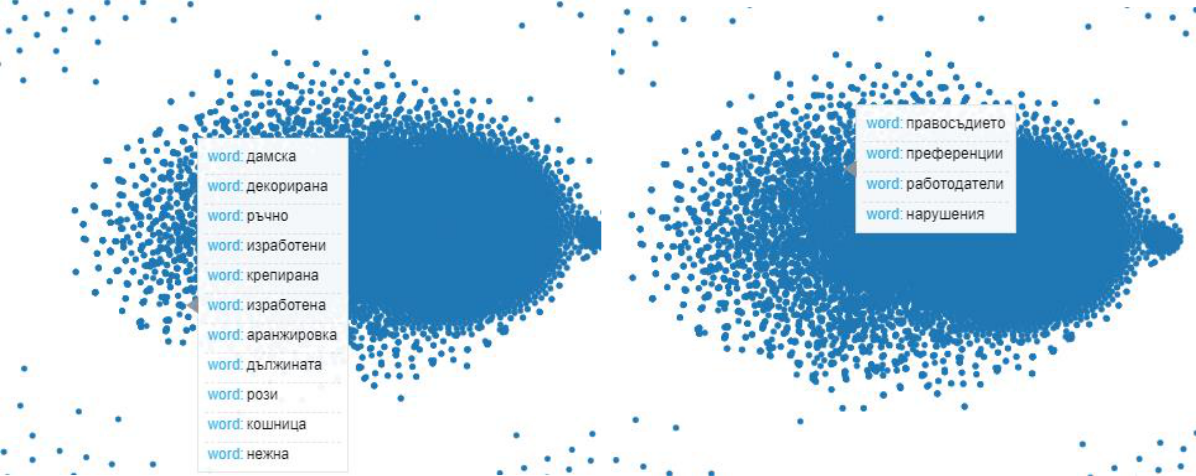 word: дамска
word: декорирана
word: ръчно
word: изработени
word: крепирана
word: изработена
word: аранжировка
word: дължината
word: рози
word: кошница
word: нежна
word: правосъдието
word: преференции
word: работодатели
word: нарушения